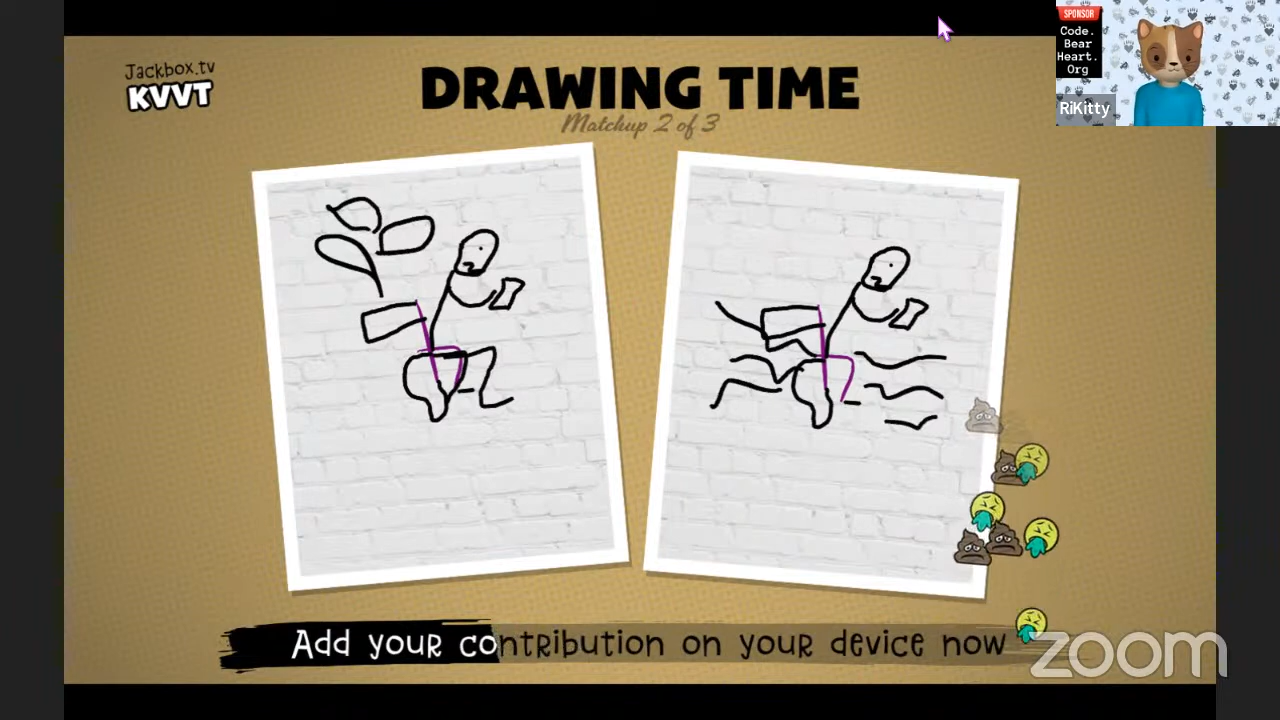 Jackbox.tv
KVVT
DRAWING TIME
Matchup 2 of 3
SPONSOR
Code.
Bear
Heart.
Org
RiKitty
Add your contribution on your device now
zoom